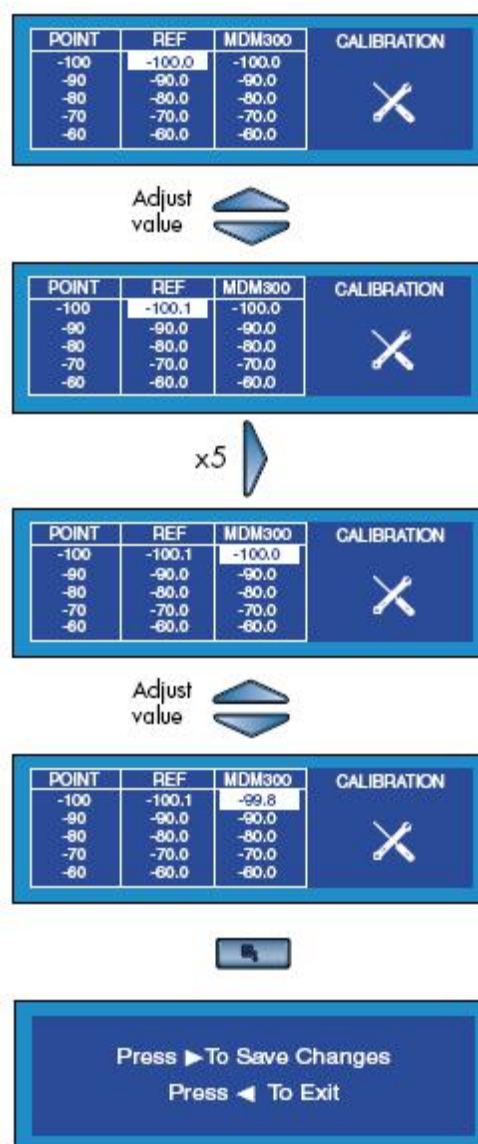 POINT REF MDM300 CALIBRATION
-100 -100.0 -100.0
-90 -90.0 -90.0
-80 -80.0 -80.0
-70 -70.0 -70.0
-60 -60.0 -60.0
Adjust
value
POINT REF MDM300 CALIBRATION
-100 -100.1 -100.0
-90 -90.0 -90.0
-80 -80.0 -80.0
-70 -70.0 -70.0
-60 -60.0 -60.0
x5
POINT REF MDM300 CALIBRATION
-100 -100.1 -100.0
-90 -90.0 -90.0
-80 -80.0 -80.0
-70 -70.0 -70.0
-60 -60.0 -60.0
Adjust
value
POINT REF MDM300 CALIBRATION
-100 -100.1 -99.8
-90 -90.0 -90.0
-80 -80.0 -80.0
-70 -70.0 -70.0
-60 -60.0 -60.0
Press ▶To Save Changes
Press ◀ To Exit